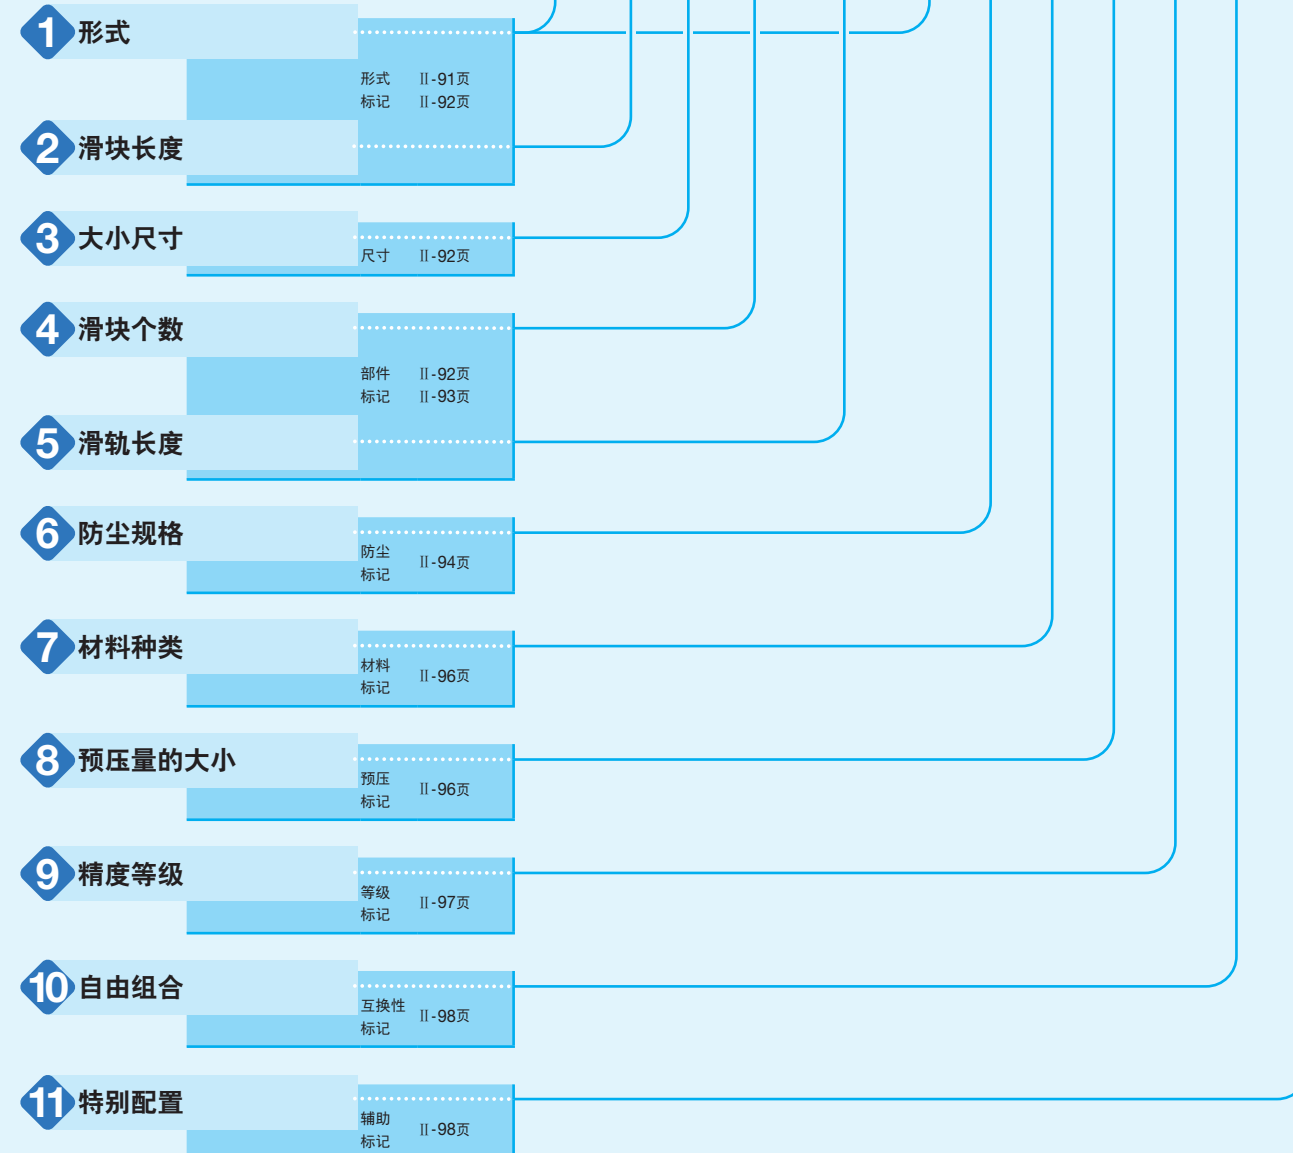 1 形式
形式 II-91页
标记 II-92页
2 滑块长度
3 大小尺寸
尺寸 II-92页
4 滑块个数
部件 II-92页
标记 II-93页
5 滑轨长度
6 防尘规格
防尘
标记 II-94页
7 材料种类
材料
标记 II-96页
8 预压量的大小
预压
标记 II-96页
9 精度等级
等级
标记 II-97页
10 自由组合
互换性
标记 II-98页
11 特别配置
辅助
标记 II-98页